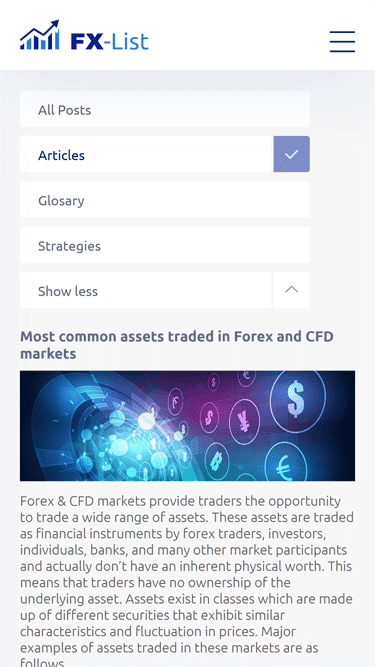 FX-List
All Posts
Articles
Glosary
Strategies
Show less
Most common assets traded in Forex and CFD
markets
Forex & CFD markets provide traders the opportunity
to trade a wide range of assets. These assets are traded
as financial instruments by forex traders, investors,
individuals, banks, and many other market participants
and actually don’t have an inherent physical worth. This
means that traders have no ownership of the
underlying asset. Assets exist in classes which are made
up of different securities that exhibit similar
characteristics and fluctuation in prices. Major
examples of assets traded in these markets are as
follows